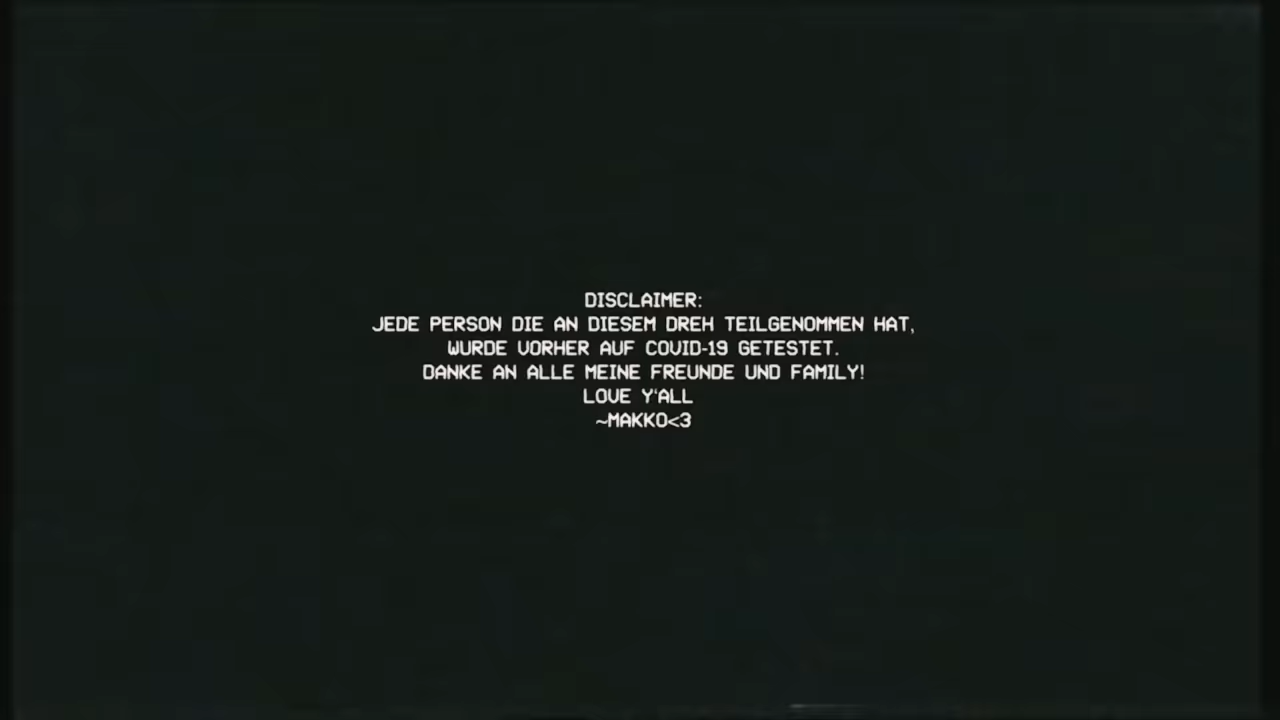 DISCLAIMER:
JEDE PERSON DIE AN DIESEM DREH TEILGENOMMEN HAT,
WURDE VORHER AUF COVID-19 GETESTET.
DANKE AN ALLE MEINE FREUNDE UND FAMILY!
LOVE Y'ALL
~MAKKO<3